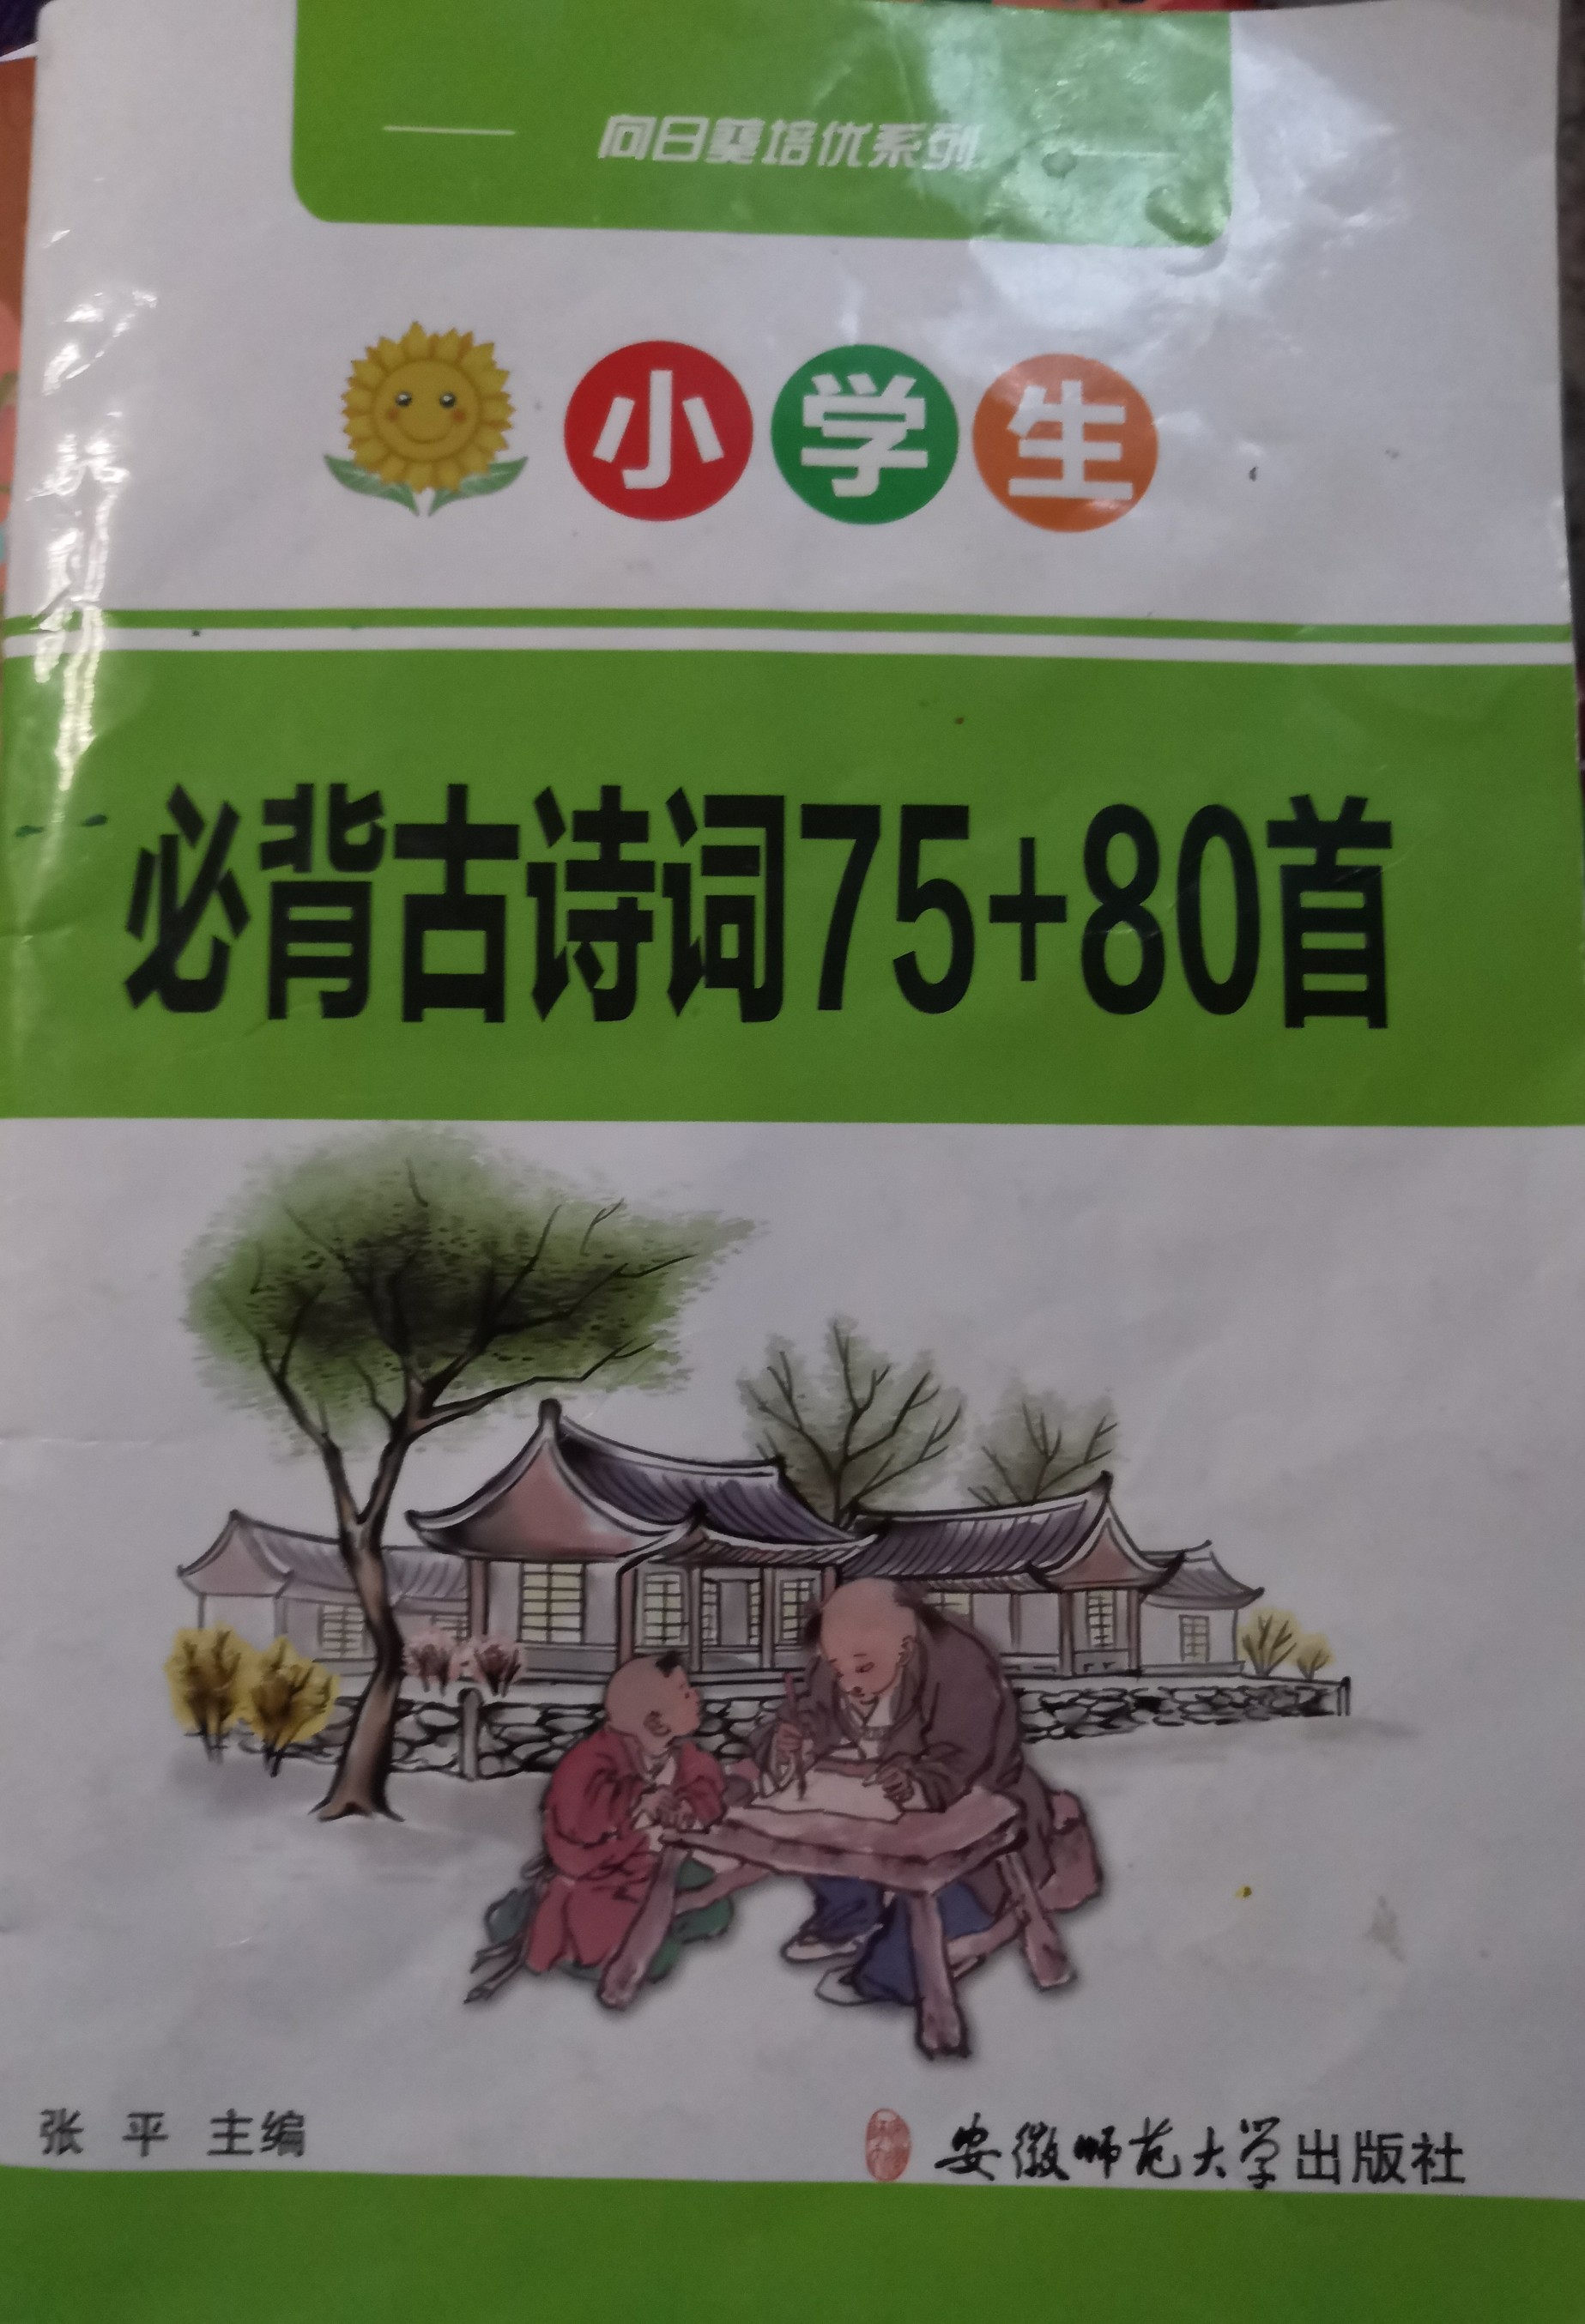 向日葵培优系列
小学生
必背古诗词75+80首
张 平 主编
安徽师范大学出版社